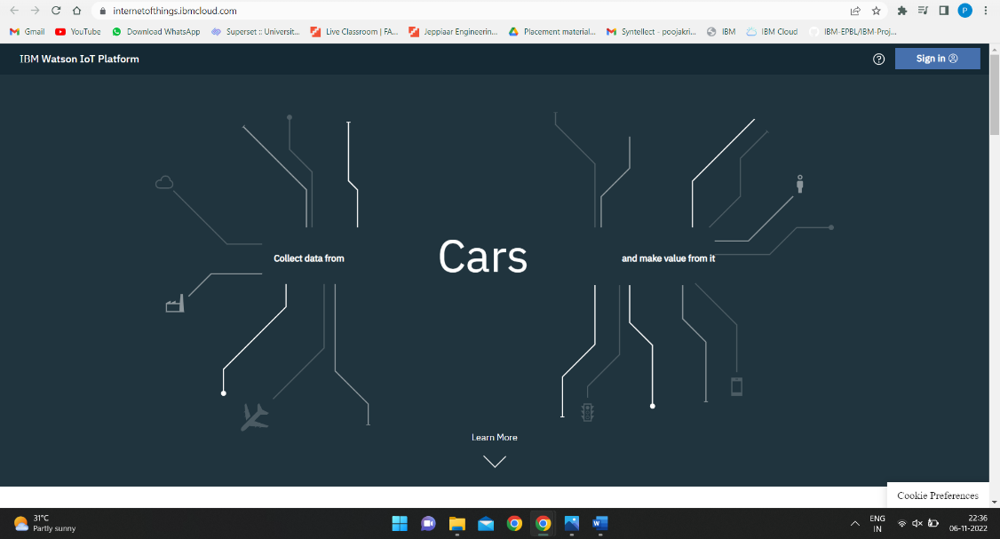 internetofthings.ibmcloud.com
P
Gmail
YouTube
Download WhatsApp
Superset :: Universit...
Live Classroom | FA...
Jeppiaar Engineerin...
Placement material...
Syntellect - poojakri...
IBM
IBM Cloud
IBM-EPBL/IBM-Proj...
IBM Watson IoT Platform
Sign in
Collect data from
Cars
and make value from it
Learn More
Cookie Preferences
31°C
Partly sunny
ENG
IN
22:36
06-11-2022